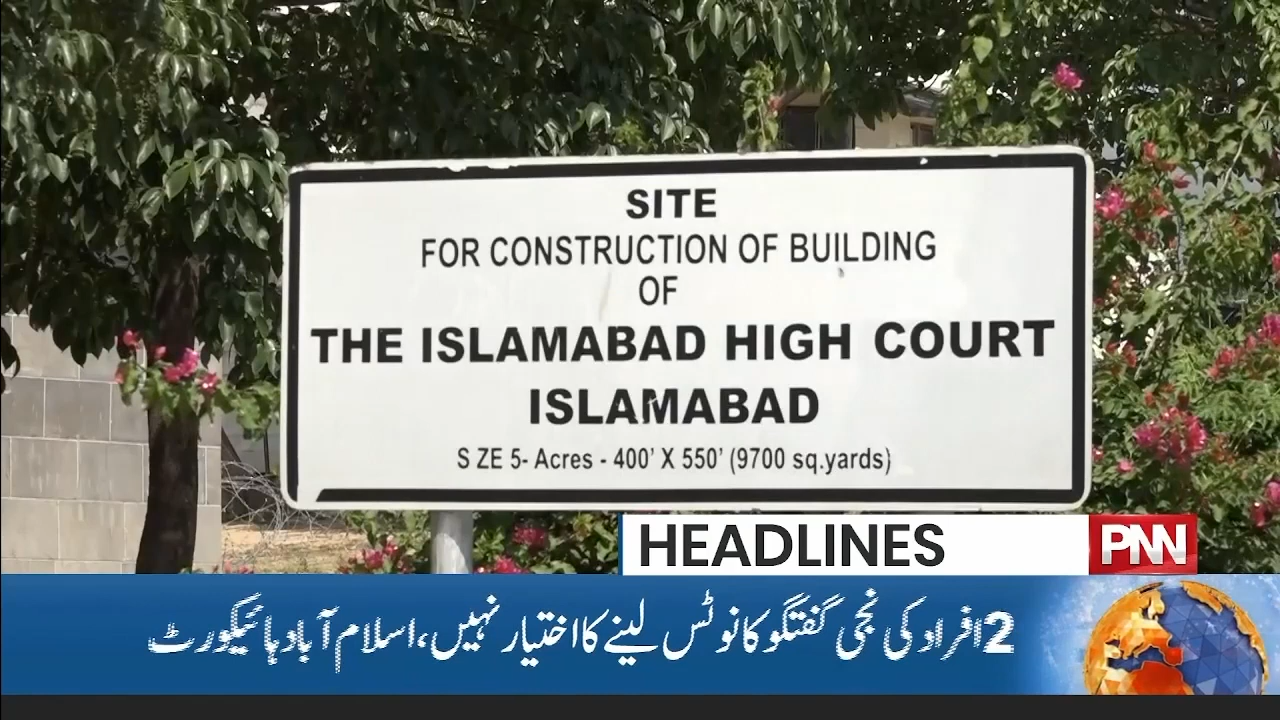 SITE
FOR CONSTRUCTION OF BUILDING
OF
THE ISLAMABAD HIGH COURT
ISLAMABAD
S ZE 5- Acres - 400' X 550' (9700 sq.yards)
HEADLINES
PNN
2 افراد کی نجی گفتگو کا نوٹس لینے کا اختیار نہیں، اسلام آباد ہائیکورٹ